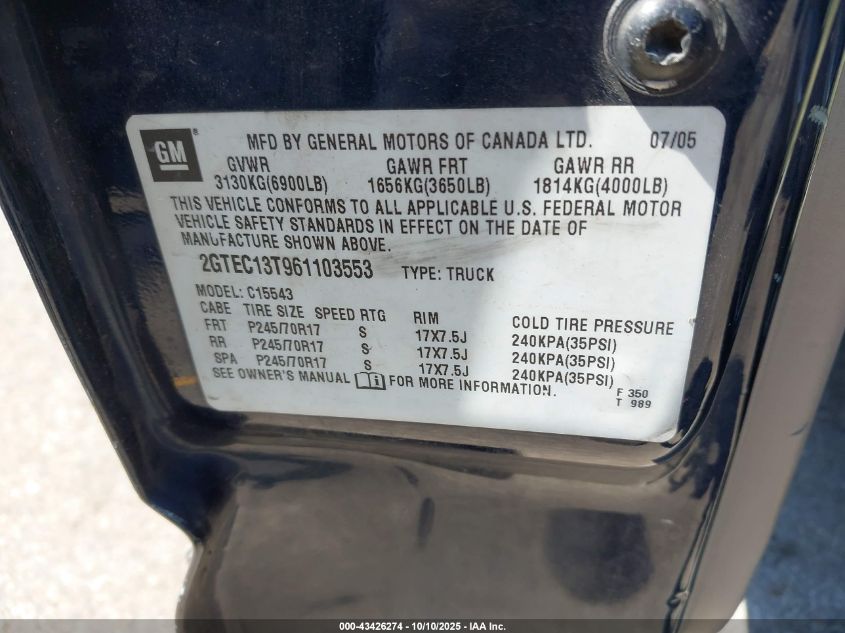 GM ® MFD BY GENERAL MOTORS OF CANADA LTD. 07/05
GVWR GAWR FRT GAWR RR
3130KG(6900LB) 1656KG(3650LB) 1814KG(4000LB)
THIS VEHICLE CONFORMS TO ALL APPLICABLE U.S. FEDERAL MOTOR
VEHICLE SAFETY STANDARDS IN EFFECT ON THE DATE OF
MANUFACTURE SHOWN ABOVE.
2GTEC13T961103553 TYPE: TRUCK
MODEL: C15543
CABE TIRE SIZE SPEED RTG RIM COLD TIRE PRESSURE
FRT P245/70R17 S 17X7.5J 240KPA(35PSI)
RR P245/70R17 S 17X7.5J 240KPA(35PSI)
SPA P245/70R17 S 17X7.5J 240KPA(35PSI)
SEE OWNER'S MANUAL FOR MORE INFORMATION.
F 350
T 989
000-43426274 - 10/10/2025 - IAA Inc.